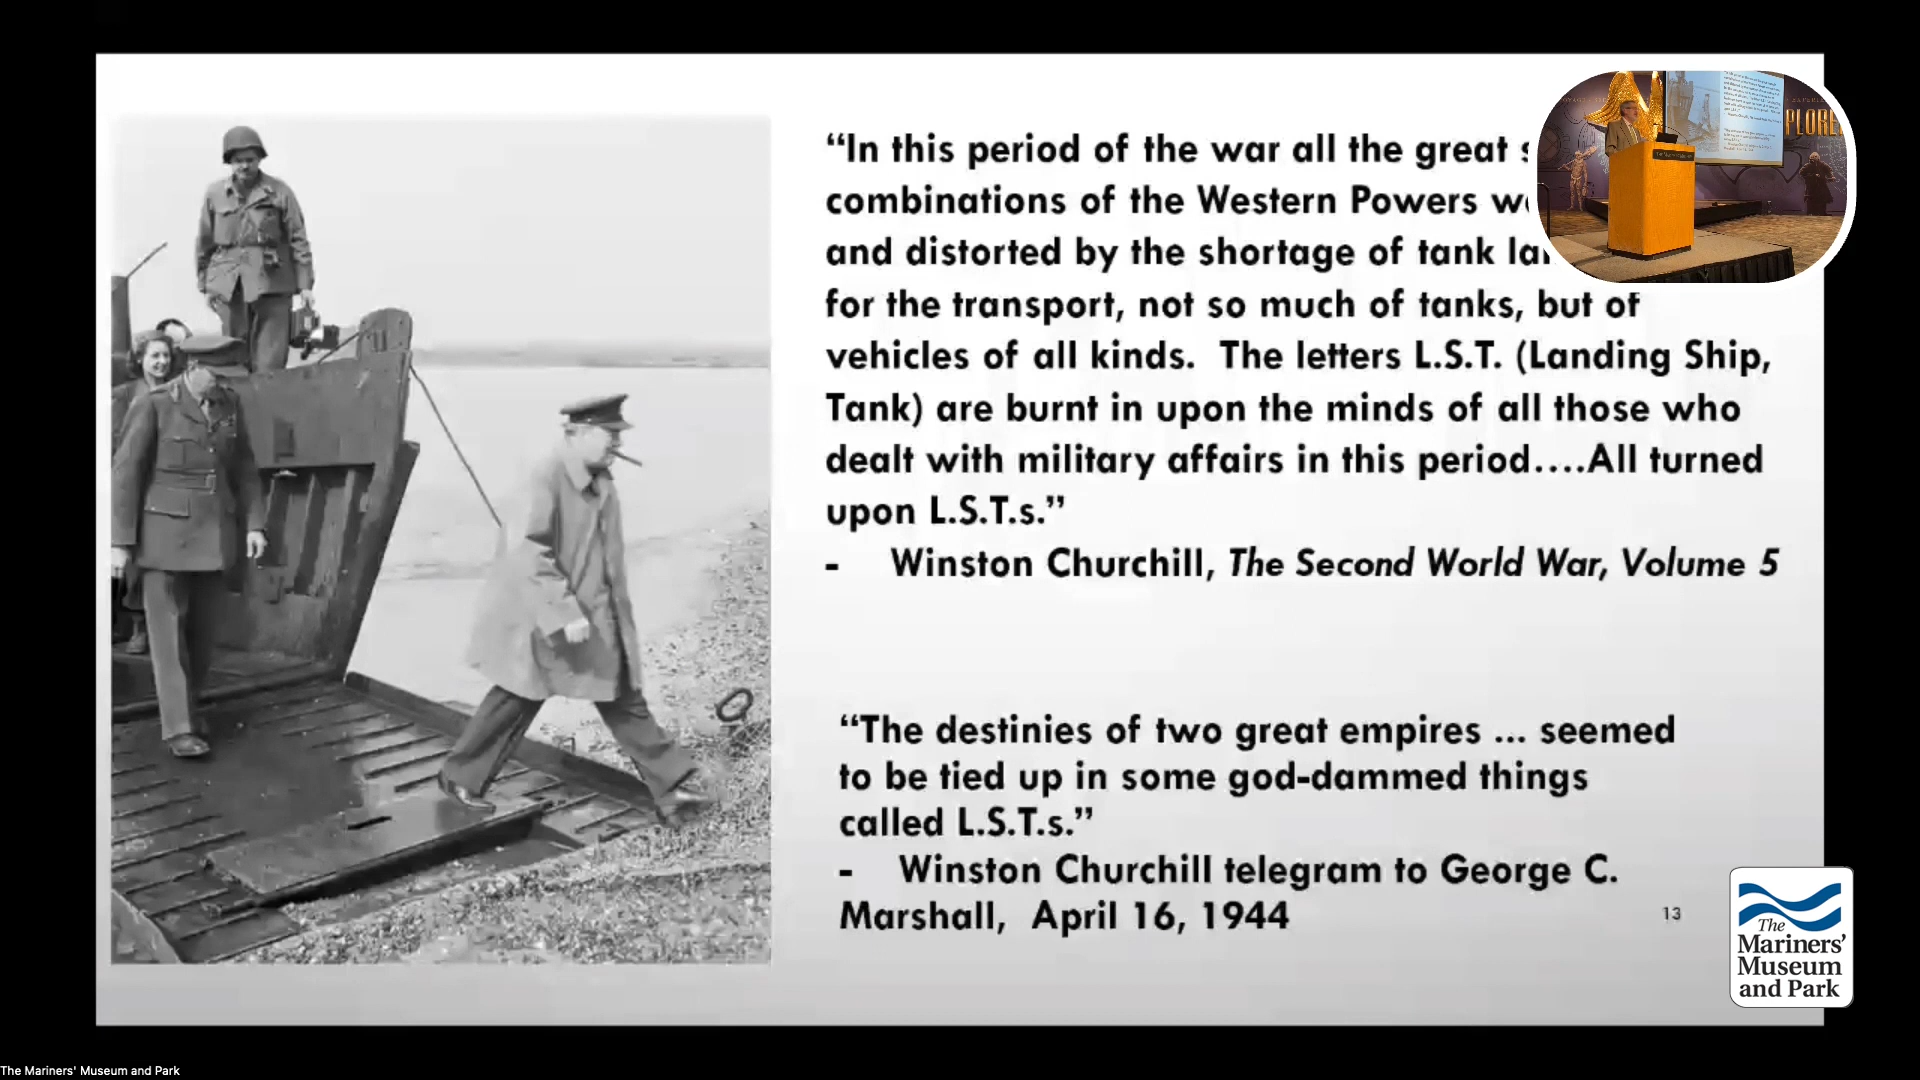 “In this period of the war all the great
combinations of the Western Powers
and distorted by the shortage of tank
for the transport, not so much of tanks, but of
vehicles of all kinds.  The letters L.S.T. (Landing Ship,
Tank) are burnt in upon the minds of all those who
dealt with military affairs in this period....All turned
upon L.S.T.s.”
-    Winston Churchill, The Second World War, Volume 5
“The destinies of two great empires ... seemed
to be tied up in some god-dammed things
called L.S.T.s.”
-    Winston Churchill telegram to George C.
Marshall,  April 16, 1944
13
The
Mariners’
Museum
and Park
The Mariners' Museum and Park